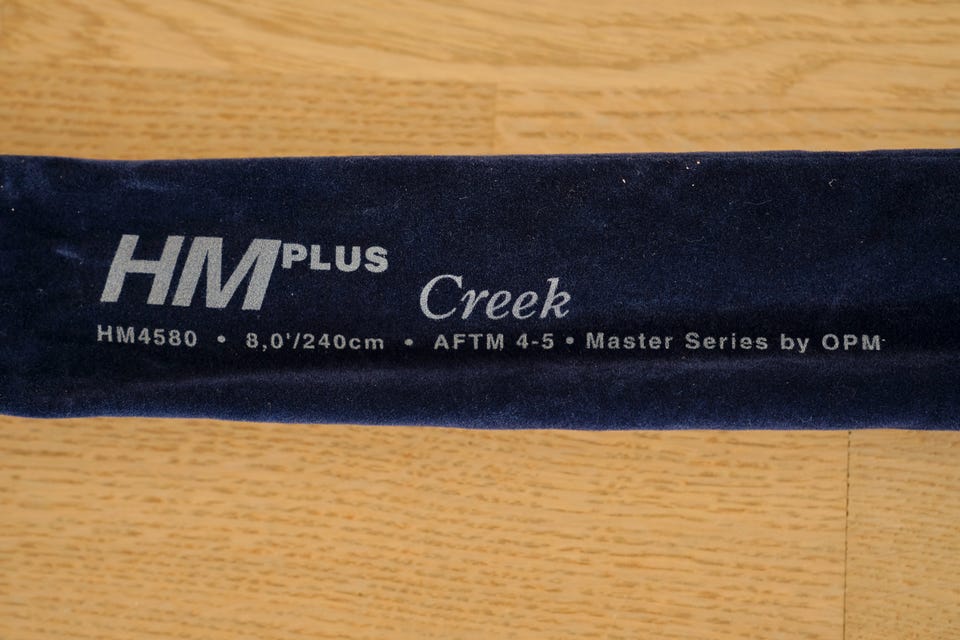 HM PLUS Creek
HM4580 • 8,0'/240cm • AFTM 4-5 • Master Series by OPM